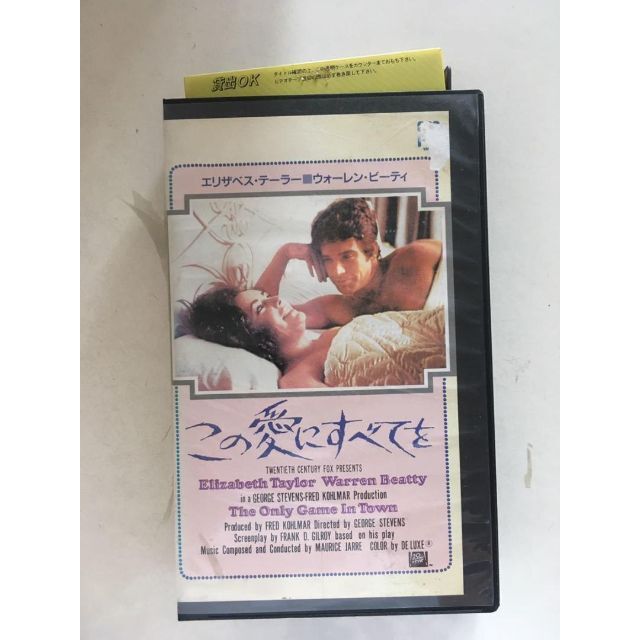 貸出OK
エリザベス・テーラー■ウォーレン・ビーティ
この愛にすべてを
TWENTIETH CENTURY FOX PRESENTS
Elizabeth Taylor Warren Beatty
in a GEORGE STEVENS-FRED KOHLMAR Production
The Only Game In Town
Produced by FRED KOHLMAR Directed by GEORGE STEVENS
Screenplay by FRANK D. GILROY based on his play
Music Composed and Conducted by MAURICE JARRE COLOR by DE LUXE®